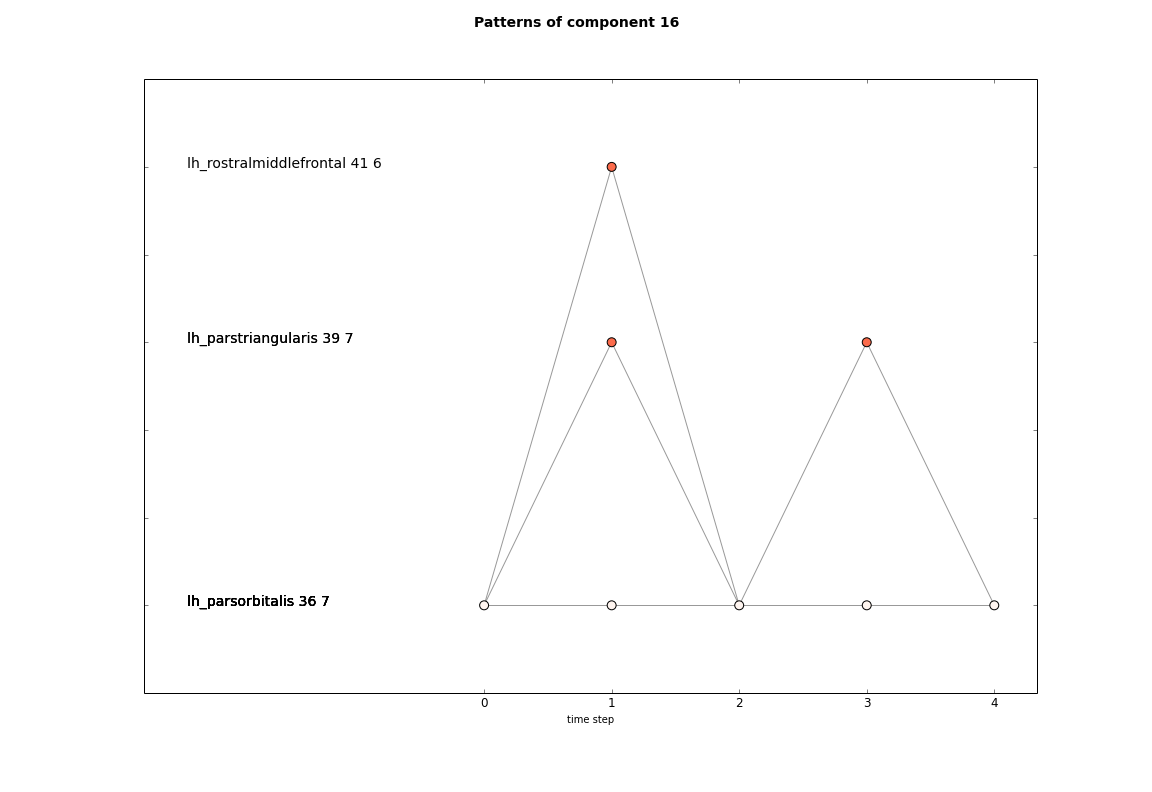 Patterns of component 16
lh_rostralmiddlefrontal 41 6
lh_parstriangularis 39 7
lh_parsorbitalis 36 7
0 1 2 3 4
time step